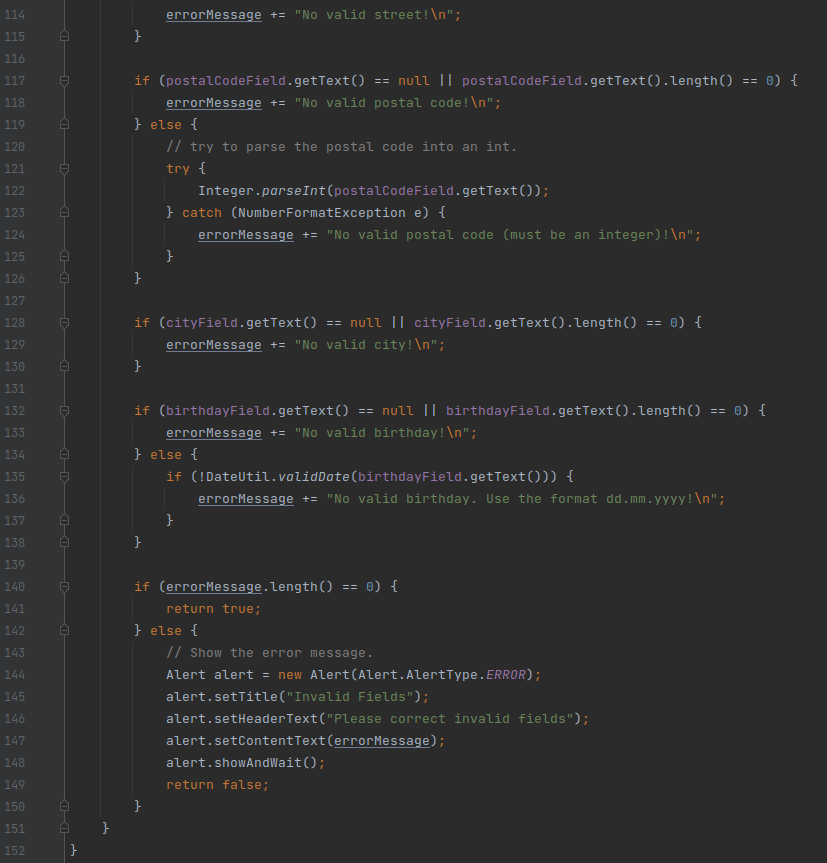 114 errorMessage += "No valid street!\n";
115 }
116
117 if (postalCodeField.getText() == null || postalCodeField.getText().length() == 0) {
118 errorMessage += "No valid postal code!\n";
119 } else {
120 // try to parse the postal code into an int.
121 try {
122 Integer.parseInt(postalCodeField.getText());
123 } catch (NumberFormatException e) {
124 errorMessage += "No valid postal code (must be an integer)!\n";
125 }
126 }
127
128 if (cityField.getText() == null || cityField.getText().length() == 0) {
129 errorMessage += "No valid city!\n";
130 }
131
132 if (birthdayField.getText() == null || birthdayField.getText().length() == 0) {
133 errorMessage += "No valid birthday!\n";
134 } else {
135 if (!DateUtil.validDate(birthdayField.getText())) {
136 errorMessage += "No valid birthday. Use the format dd.mm.yyyy!\n";
137 }
138 }
139
140 if (errorMessage.length() == 0) {
141 return true;
142 } else {
143 // Show the error message.
144 Alert alert = new Alert(Alert.AlertType.ERROR);
145 alert.setTitle("Invalid Fields");
146 alert.setHeaderText("Please correct invalid fields");
147 alert.setContentText(errorMessage);
148 alert.showAndWait();
149 return false;
150 }
151 }
152 }